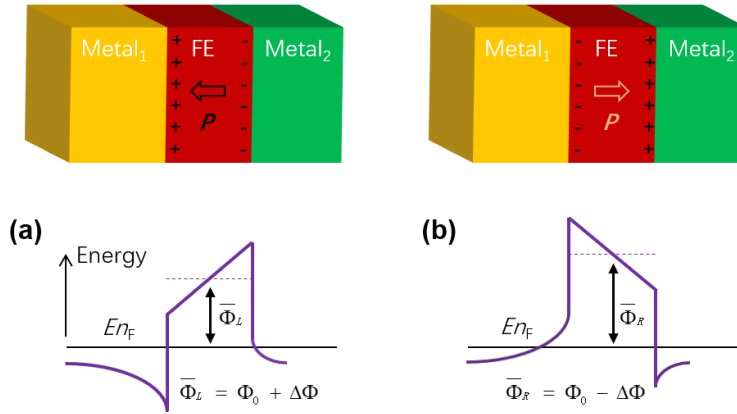 Metal₁ FE Metal₂
P
Metal₁ FE Metal₂
P
+ + + + + +
- - - - - -
- - - - - -
+ + + + + +
(a)
Energy
EnF
Φ̅L
Φ̅L = Φ0 + ΔΦ
(b)
EnF
Φ̅R
Φ̅R = Φ0 − ΔΦ